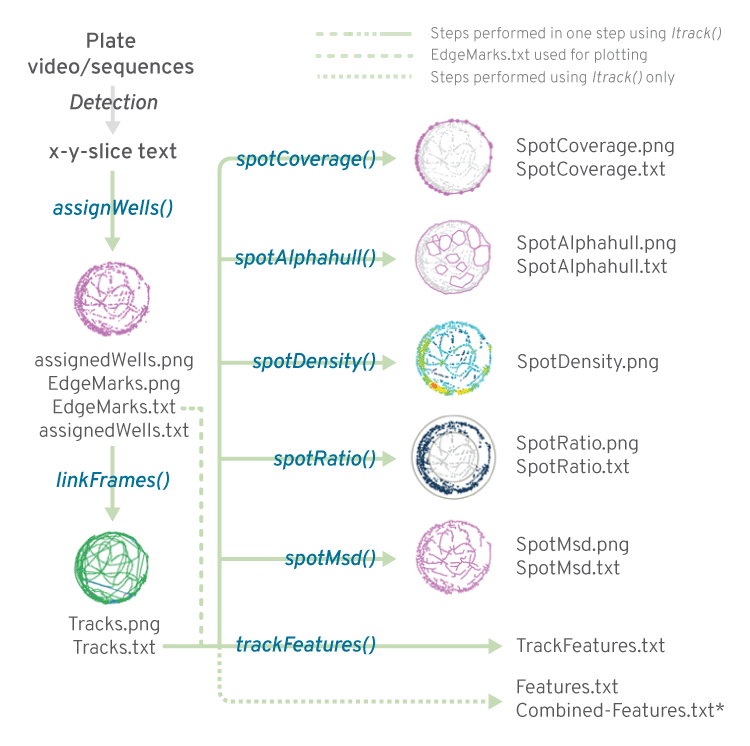 Plate
video/sequences
Detection
x-y-slice text
assignWells()
assignedWells.png
EdgeMarks.png
EdgeMarks.txt
assignedWells.txt
linkFrames()
Tracks.png
Tracks.txt
Steps performed in one step using ltrack()
EdgeMarks.txt used for plotting
Steps performed using ltrack() only
spotCoverage()
SpotCoverage.png
SpotCoverage.txt
spotAlphahull()
SpotAlphahull.png
SpotAlphahull.txt
spotDensity()
SpotDensity.png
spotRatio()
SpotRatio.png
SpotRatio.txt
spotMsd()
SpotMsd.png
SpotMsd.txt
trackFeatures()
TrackFeatures.txt
Features.txt
Combined-Features.txt*